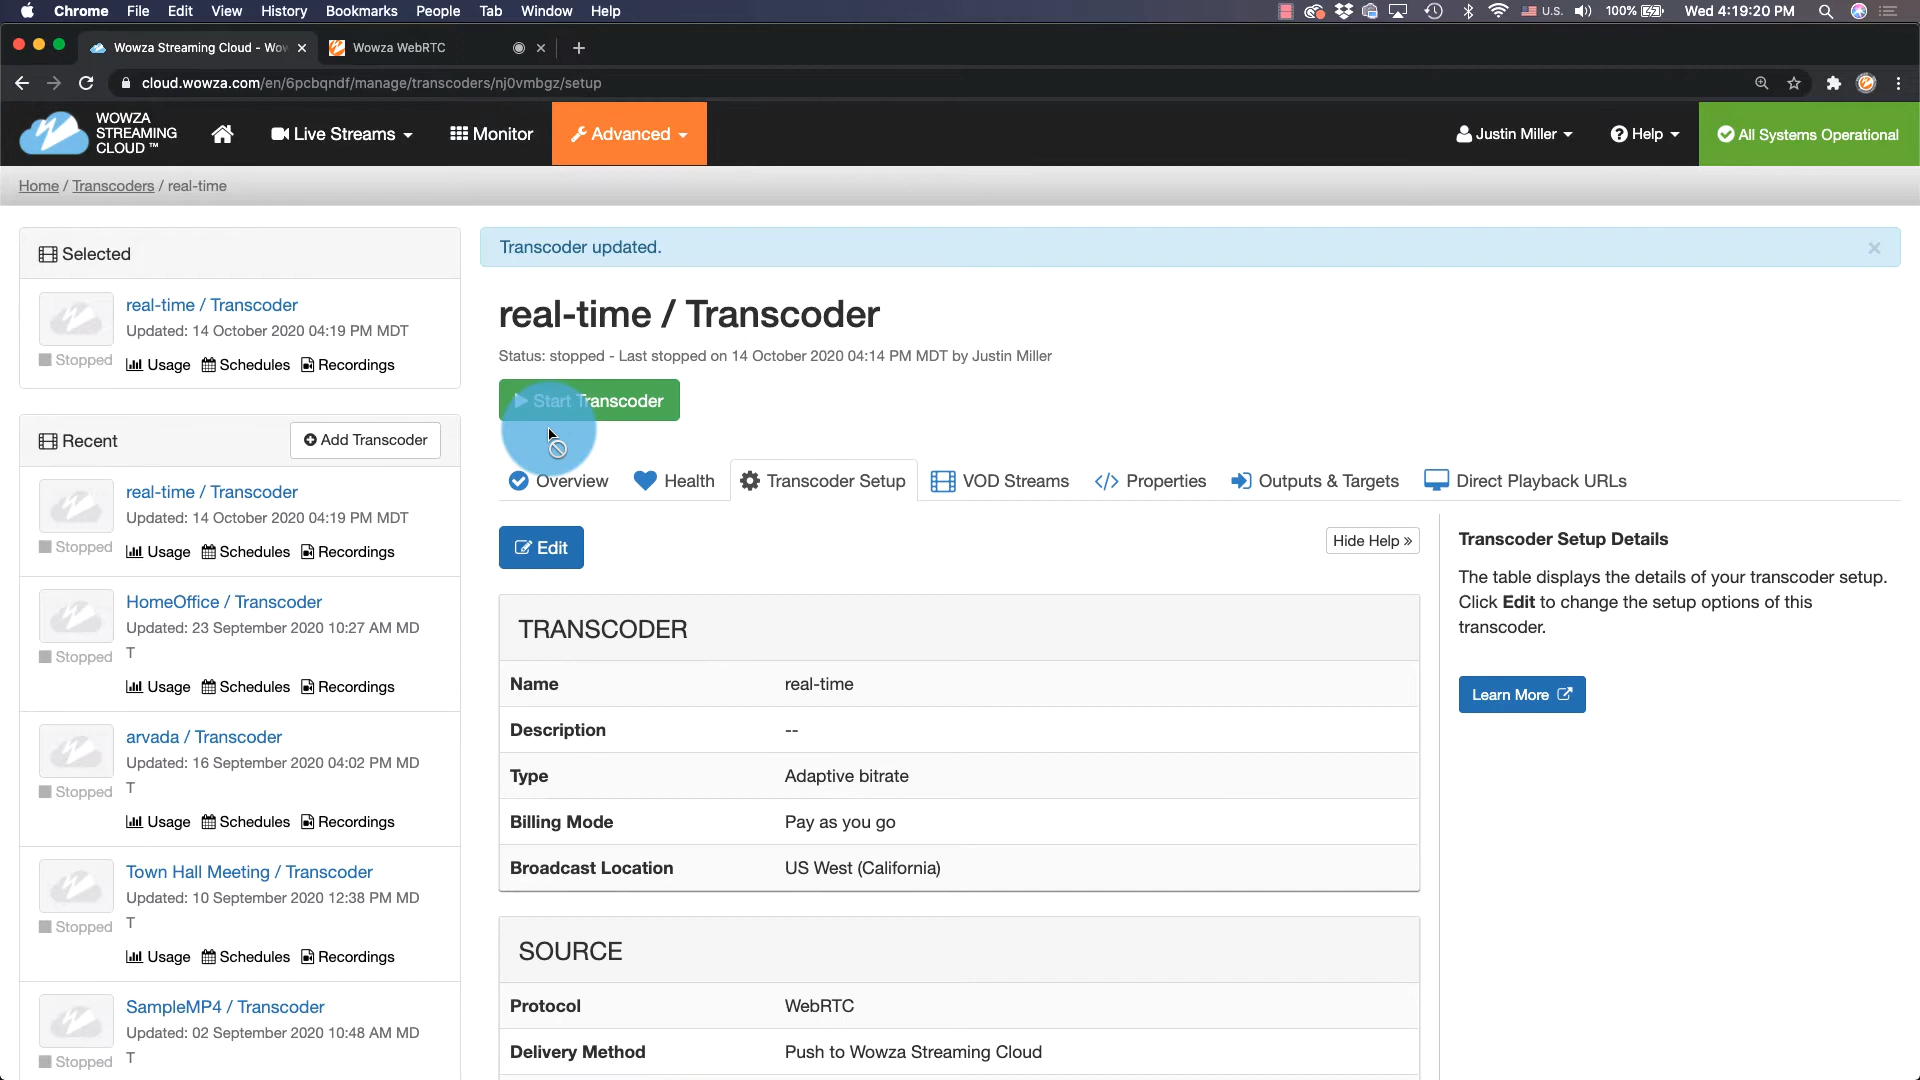 Chrome File Edit View History Bookmarks People Tab Window Help
U.S. 100% Wed 4:19:20 PM
Wowza Streaming Cloud - Wow
Wowza WebRTC
cloud.wowza.com/en/6pcbqndf/manage/transcoders/nj0vmbgz/setup
WOWZA
STREAMING
CLOUD™
Live Streams
Monitor
Advanced
Justin Miller
Help
All Systems Operational
Home / Transcoders / real-time
Selected
real-time / Transcoder
Updated: 14 October 2020 04:19 PM MDT
Stopped
Usage Schedules Recordings
Recent
Add Transcoder
real-time / Transcoder
Updated: 14 October 2020 04:19 PM MDT
Stopped
Usage Schedules Recordings
HomeOffice / Transcoder
Updated: 23 September 2020 10:27 AM MD
T
Stopped
Usage Schedules Recordings
arvada / Transcoder
Updated: 16 September 2020 04:02 PM MD
T
Stopped
Usage Schedules Recordings
Town Hall Meeting / Transcoder
Updated: 10 September 2020 12:38 PM MD
T
Stopped
Usage Schedules Recordings
SampleMP4 / Transcoder
Updated: 02 September 2020 10:48 AM MD
T
Stopped
Transcoder updated.
real-time / Transcoder
Status: stopped - Last stopped on 14 October 2020 04:14 PM MDT by Justin Miller
Start Transcoder
Overview
Health
Transcoder Setup
VOD Streams
Properties
Outputs & Targets
Direct Playback URLs
Edit
Hide Help »
TRANSCODER
Name real-time
Description --
Type Adaptive bitrate
Billing Mode Pay as you go
Broadcast Location US West (California)
SOURCE
Protocol WebRTC
Delivery Method Push to Wowza Streaming Cloud
Transcoder Setup Details
The table displays the details of your transcoder setup.
Click Edit to change the setup options of this
transcoder.
Learn More